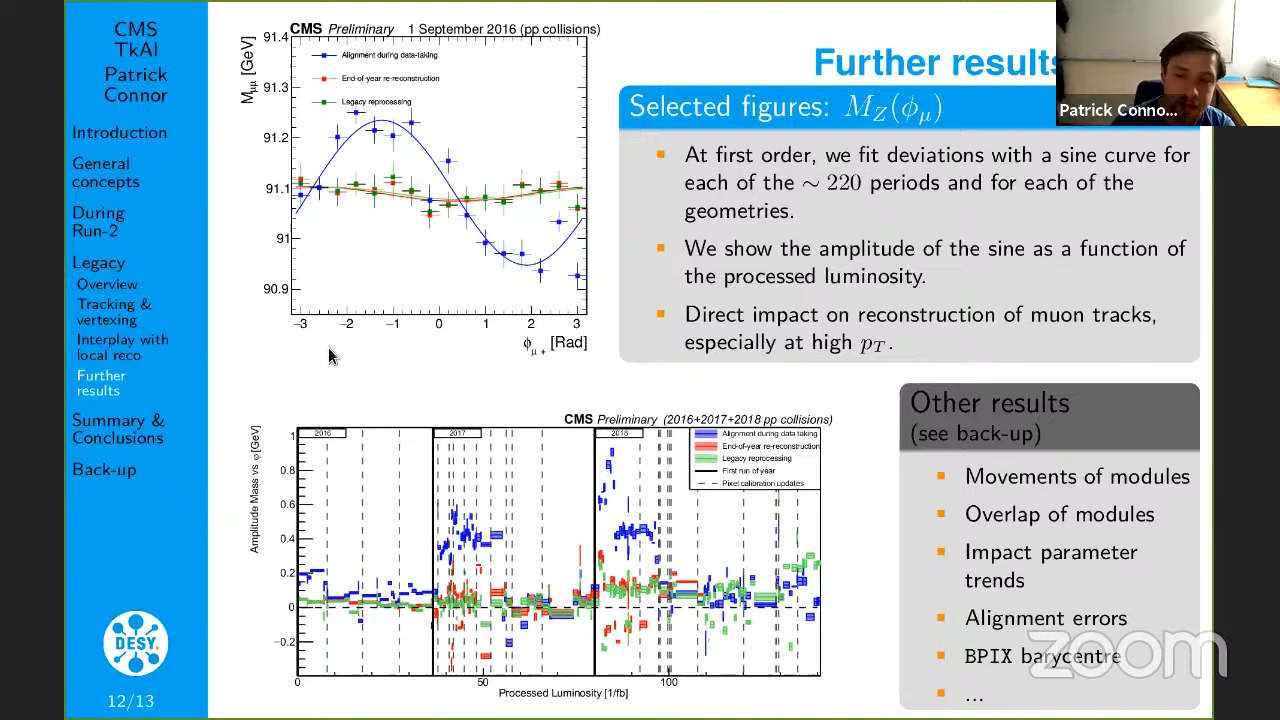 CMS
TkAl
Patrick
Connor
Introduction
General
concepts
During
Run-2
Legacy
Overview
Tracking &
vertexing
Interplay with
local reco
Further
results
Summary &
Conclusions
Back-up
DESY.
12/13
CMS Preliminary 1 September 2016 (pp collisions)
Mμμ [GeV]
91.4
91.3
91.2
91.1
91
90.9
Alignment during data-taking
End-of-year re-reconstruction
Legacy reprocessing
−3 −2 −1 0 1 2 3
ϕμ+ [Rad]
Further results
Patrick Conno...
Selected figures: MZ(ϕμ)
At first order, we fit deviations with a sine curve for
each of the ∼ 220 periods and for each of the
geometries.
We show the amplitude of the sine as a function of
the processed luminosity.
Direct impact on reconstruction of muon tracks,
especially at high pT.
CMS Preliminary (2016+2017+2018 pp collisions)
Amplitude Mass vs φ [GeV]
1
0.8
0.6
0.4
0.2
0
−0.2
2016 2017 2018
Alignment during data taking
End-of-year re-reconstruction
Legacy reprocessing
First run of year
Pixel calibration updates
0 50 100
Processed Luminosity [1/fb]
Other results
(see back-up)
Movements of modules
Overlap of modules
Impact parameter
trends
Alignment errors
BPIX barycentre
...
zoom